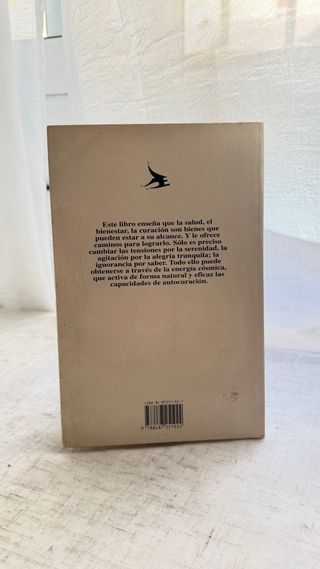 Este libro enseña que la salud, el
bienestar, la curación son bienes que
pueden estar a su alcance. Y le ofrece
caminos para lograrlo. Sólo es preciso
cambiar las tensiones por la serenidad, la
agitación por la alegría tranquila; la
ignorancia por saber. Todo ello puede
obtenerse a través de la energía cósmica,
que activa de forma natural y eficaz las
capacidades de autocuración.
ISBN